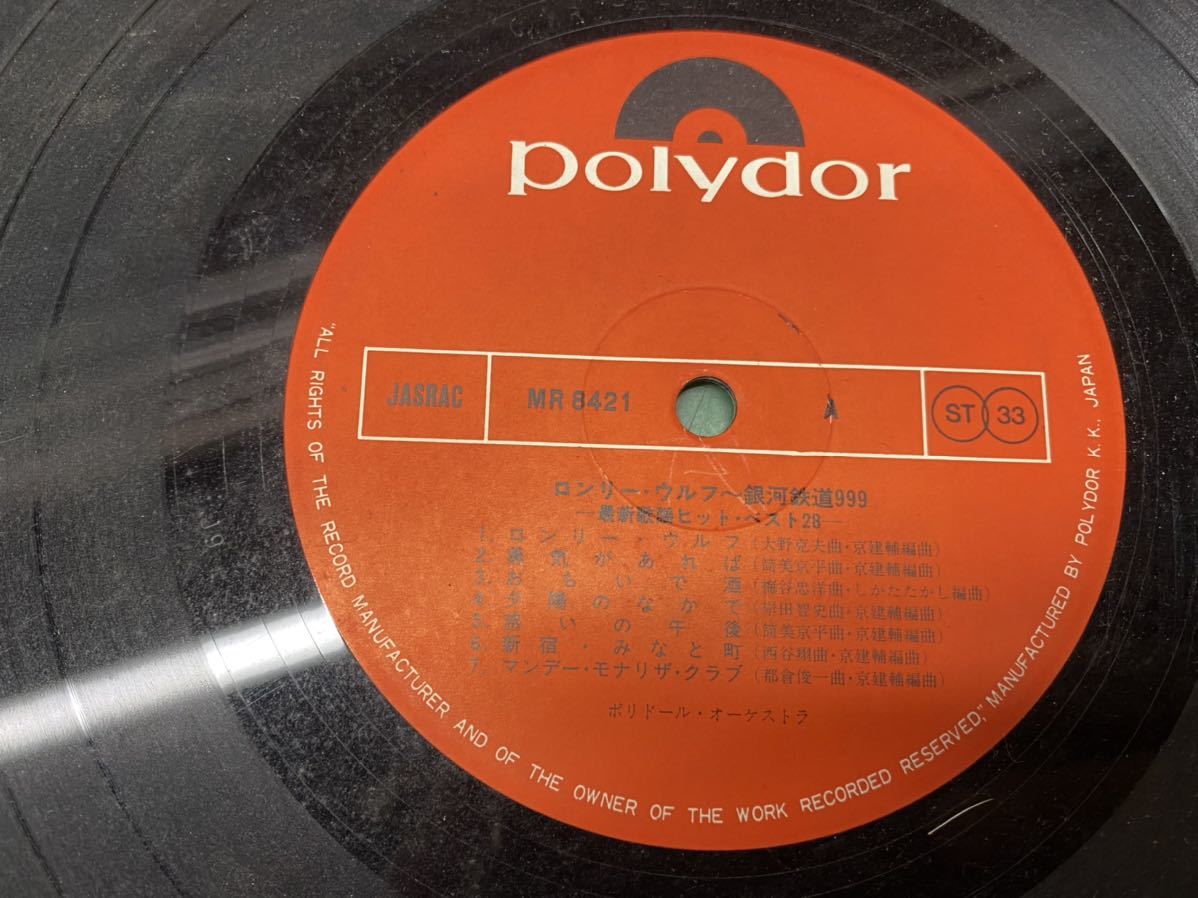 polydor
JASRAC MR 8421 A ST 33
ロンリー・ウルフ〜銀河鉄道999
―最新歌謡ヒット・ベスト28―
1. ロンリー・ウルフ (大野克夫曲・京建輔編曲)
2. 勇気があれば (筒美京平曲・京建輔編曲)
3. おもいで酒 (梅谷忠洋曲・しかたたかし編曲)
4. 夕陽のなかで (岸田智史曲・京建輔編曲)
5. 惑いの午後 (筒美京平曲・京建輔編曲)
6. 新宿・みなと町 (西谷翔曲・京建輔編曲)
7. マンデー・モナリザ・クラブ (都倉俊一曲・京建輔編曲)
ポリドール・オーケストラ
"ALL RIGHTS OF THE RECORD MANUFACTURER AND OF THE OWNER OF THE WORK RECORDED RESERVED," MANUFACTURED BY POLYDOR K.K., JAPAN